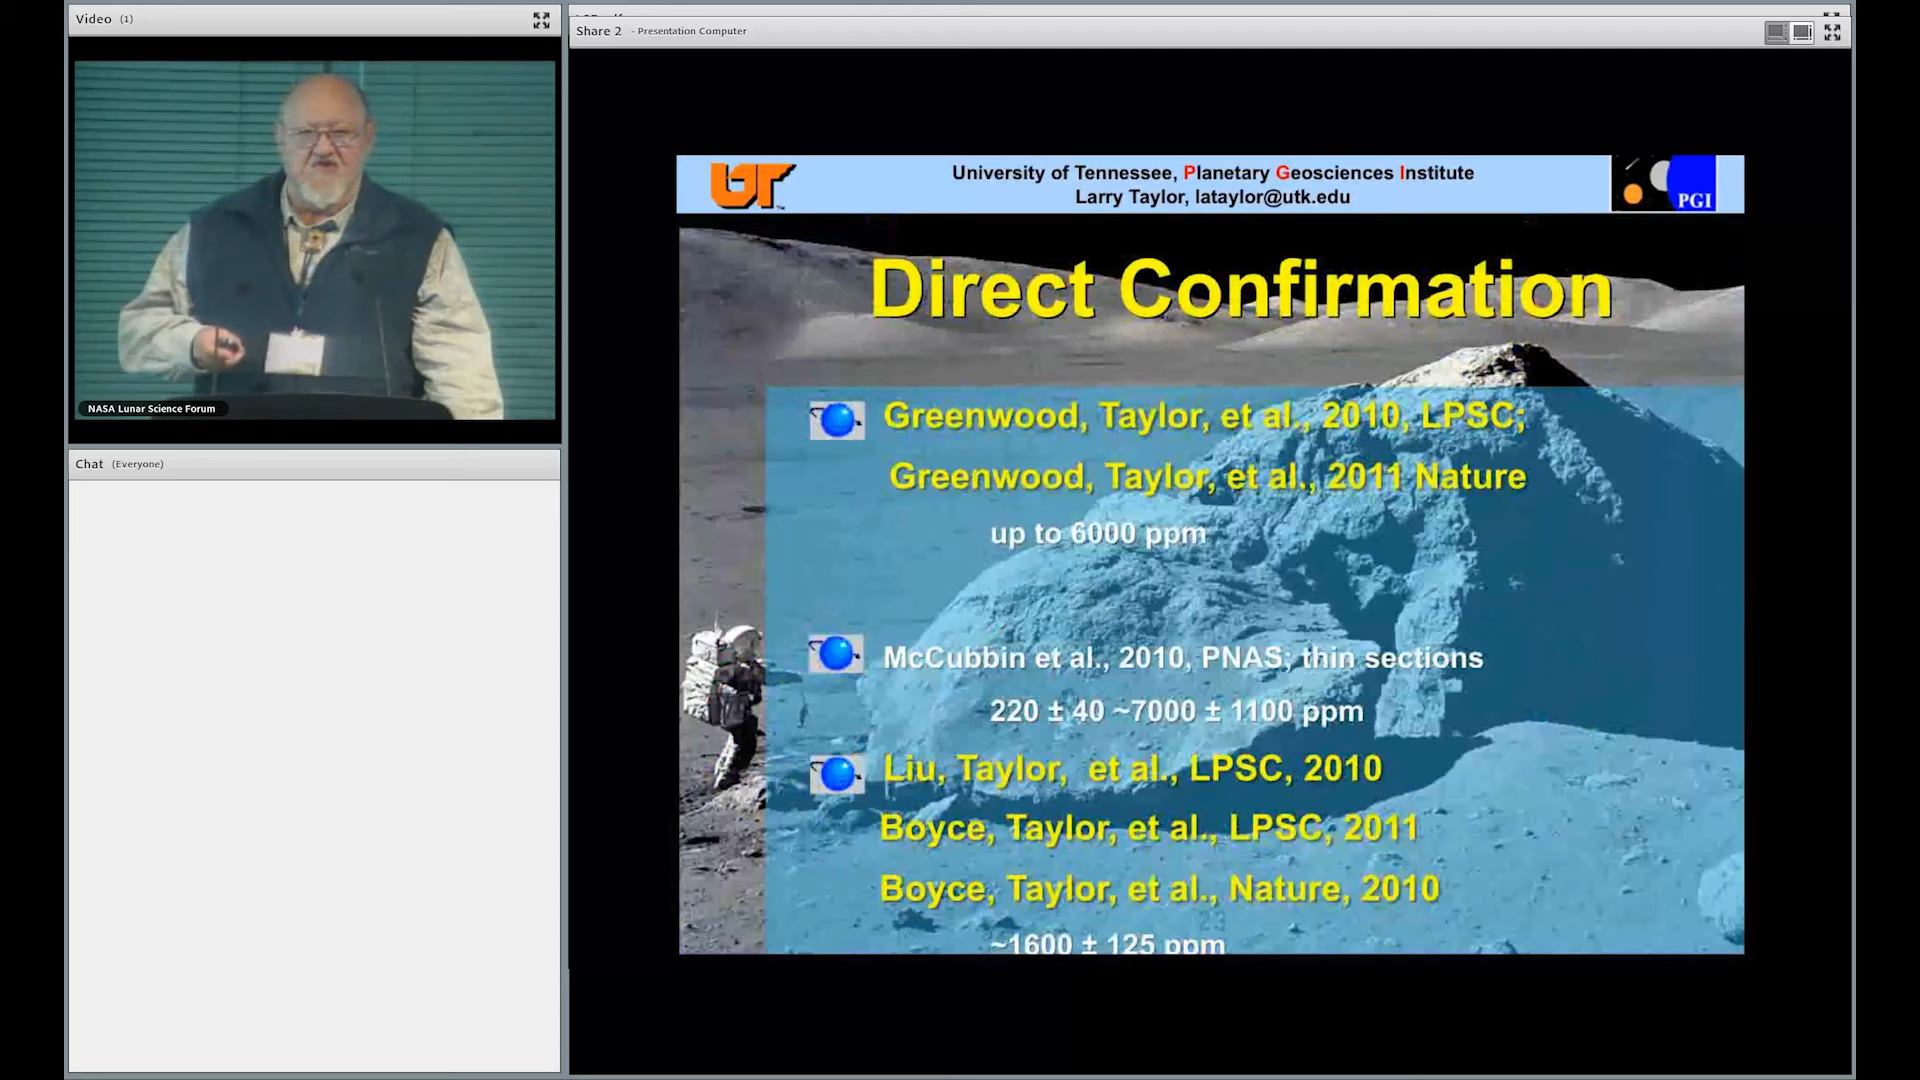 Video (1)
NASA Lunar Science Forum
Chat (Everyone)
Share 2 - Presentation Computer
UT
TM
University of Tennessee, Planetary Geosciences Institute
Larry Taylor, lataylor@utk.edu
PGI
Direct Confirmation
Greenwood, Taylor, et al., 2010, LPSC;
Greenwood, Taylor, et al., 2011 Nature
up to 6000 ppm
McCubbin et al., 2010, PNAS; thin sections
220 ± 40 ~7000 ± 1100 ppm
Liu, Taylor, et al., LPSC, 2010
Boyce, Taylor, et al., LPSC, 2011
Boyce, Taylor, et al., Nature, 2010
~1600 ± 125 ppm